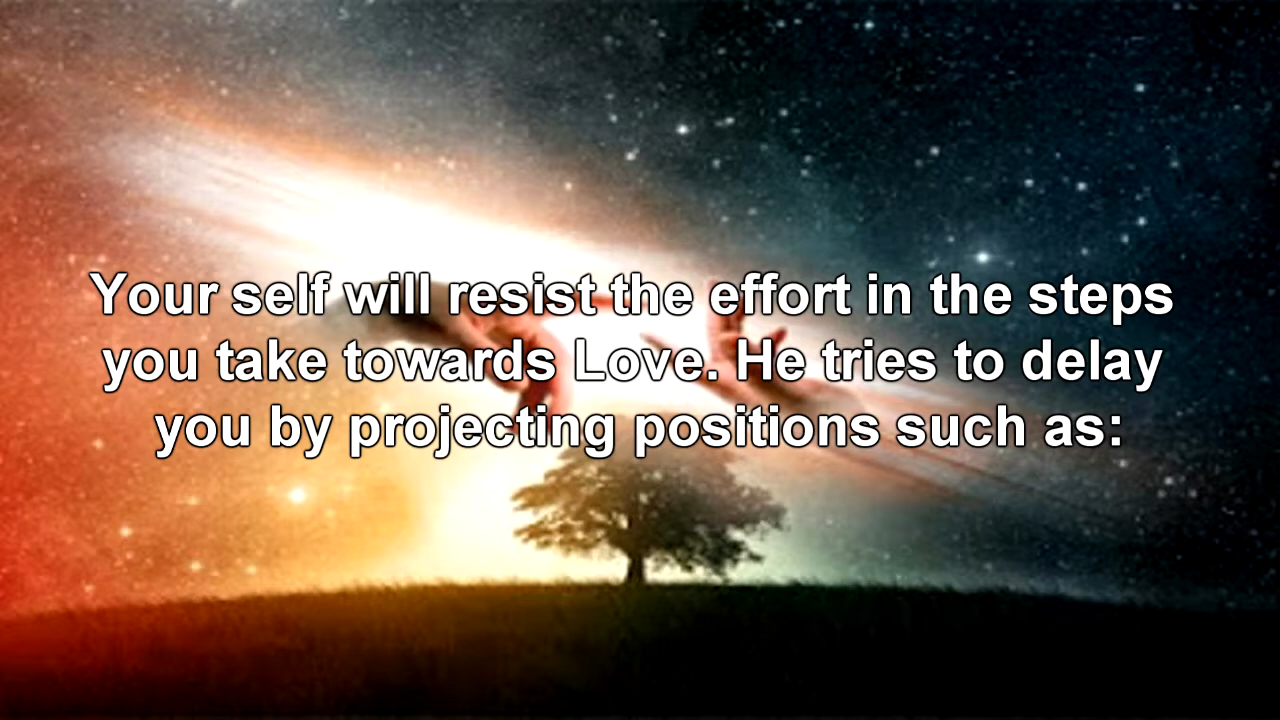 Your self will resist the effort in the steps
you take towards Love. He tries to delay
you by projecting positions such as: